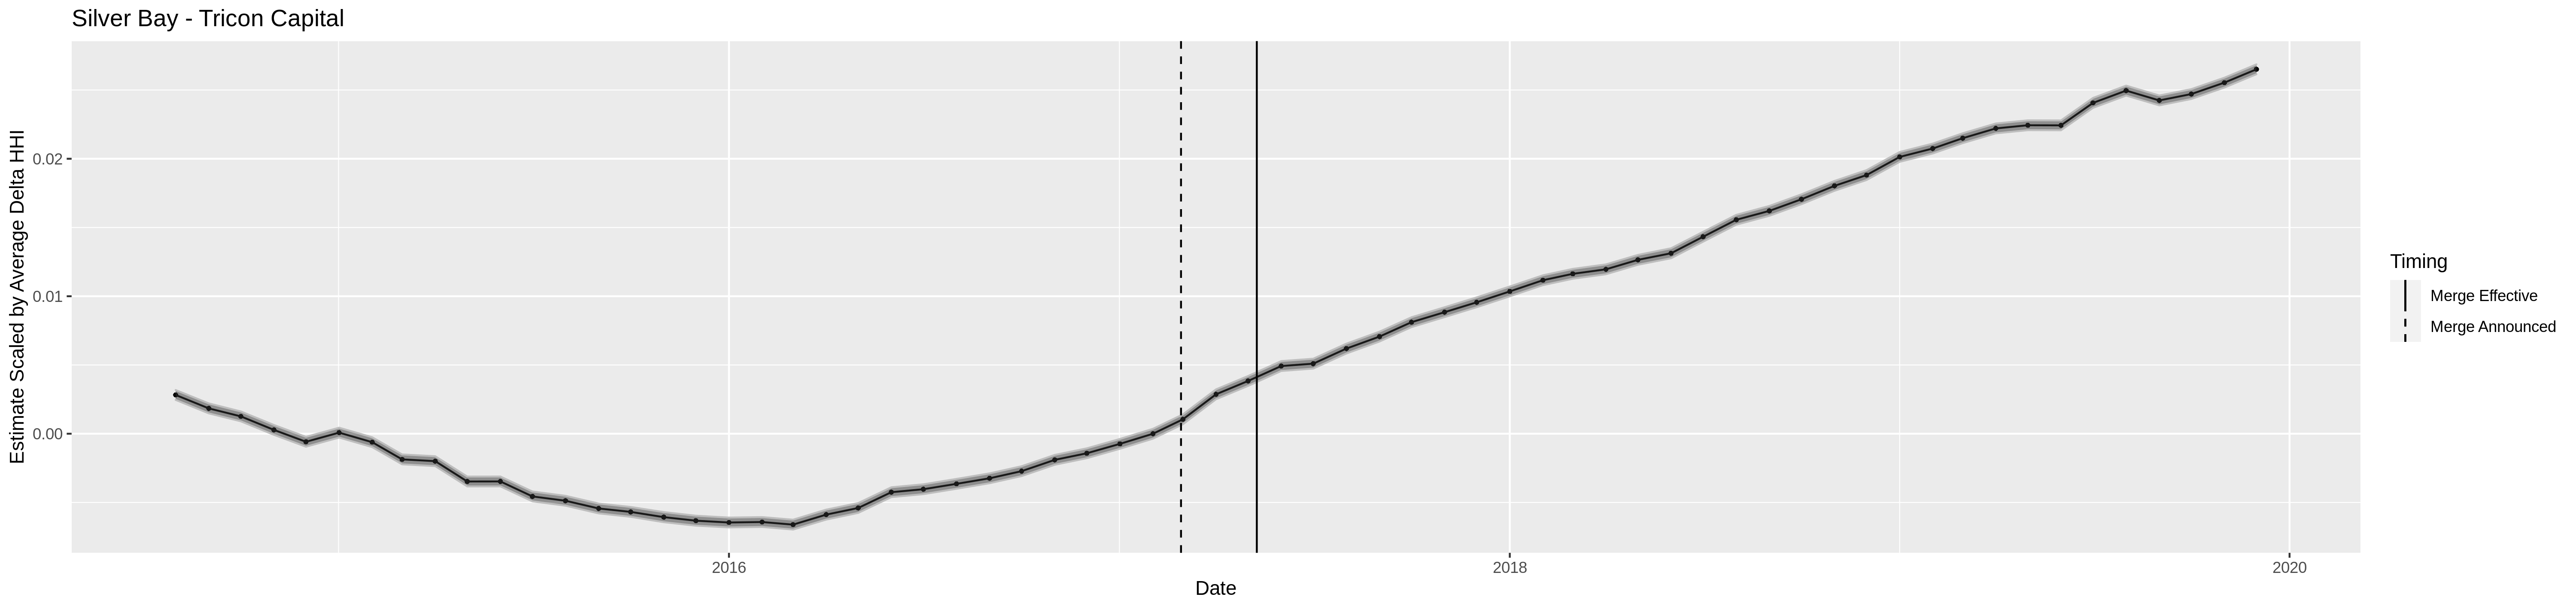 Silver Bay - Tricon Capital
Estimate Scaled by Average Delta HHI
0.02
0.01
0.00
2016
2018
2020
Date
Timing
Merge Effective
Merge Announced